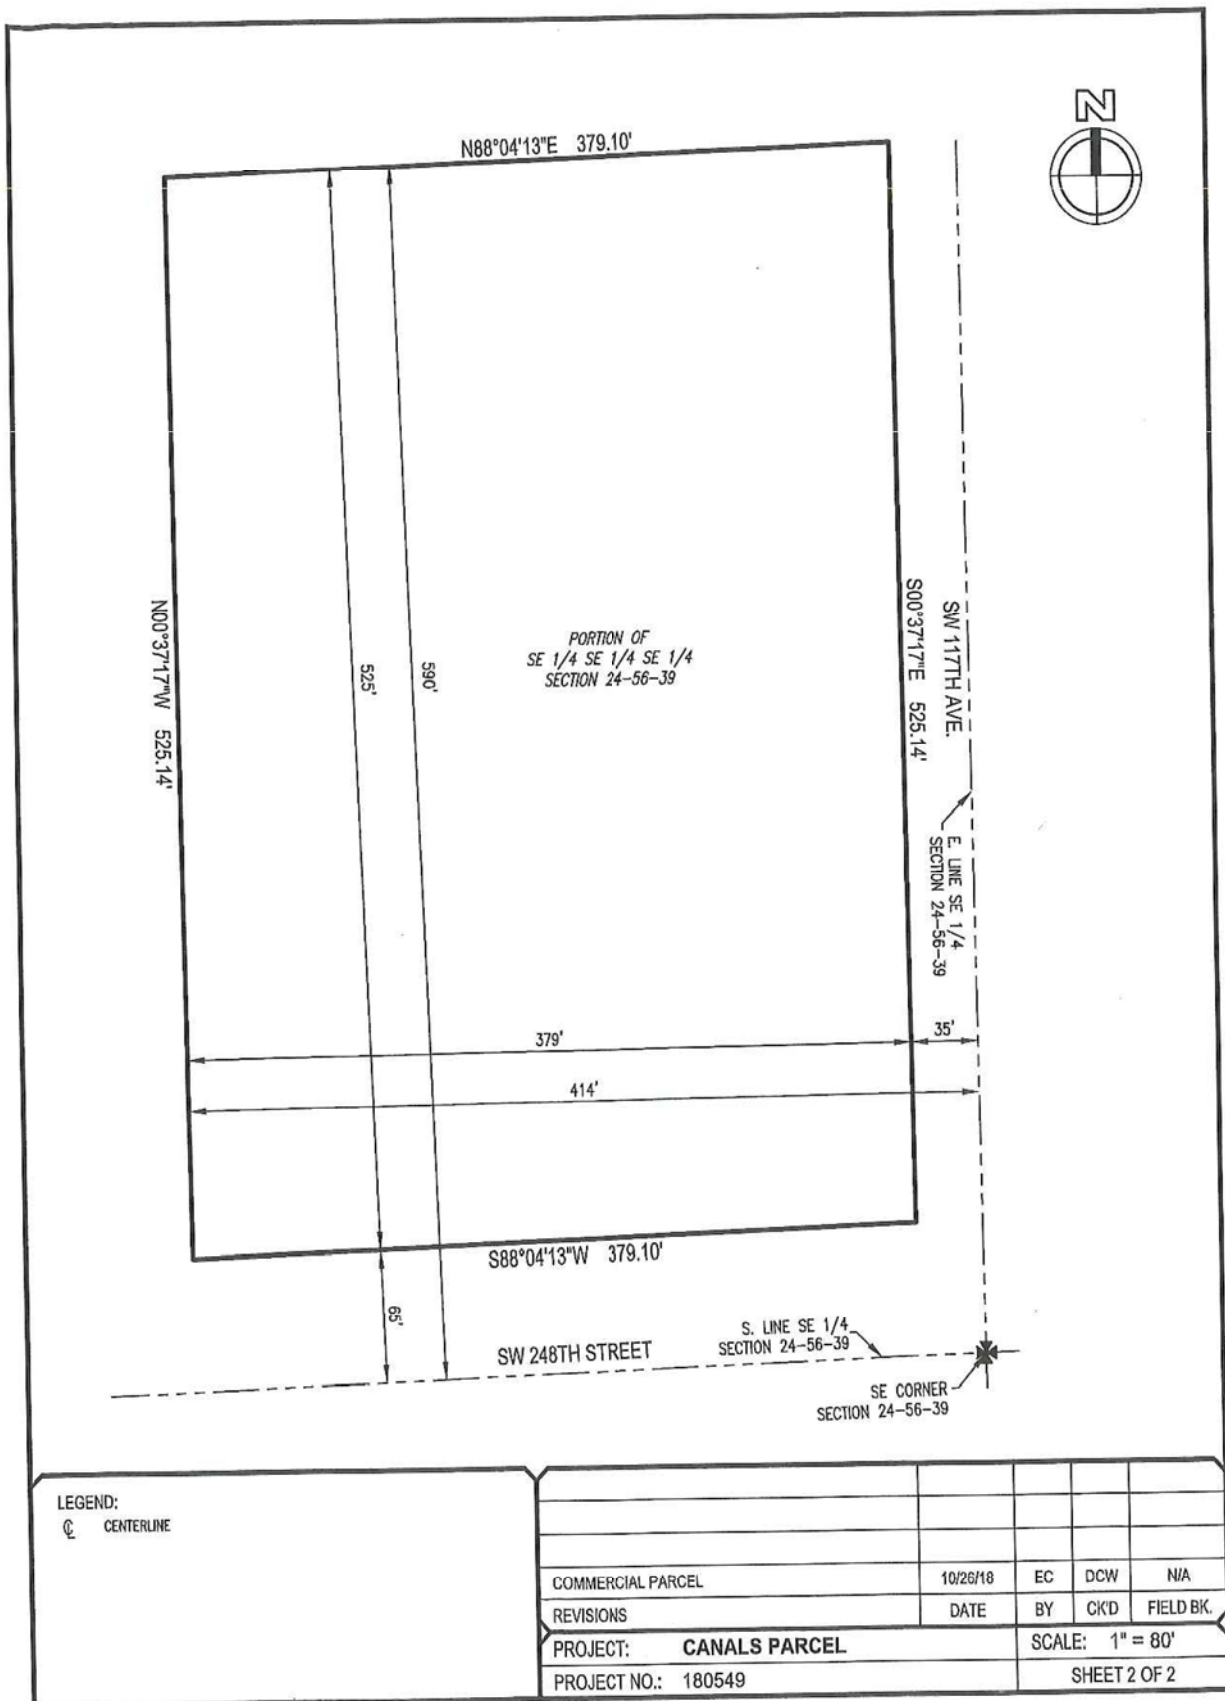 N
N88°04'13"E 379.10'
N00°37'17"W 525.14'
525'
590'
PORTION OF
SE 1/4 SE 1/4 SE 1/4
SECTION 24-56-39
S00°37'17"E 525.14'
SW 117TH AVE.
E. LINE SE 1/4
SECTION 24-56-39
379'
35'
414'
S88°04'13"W 379.10'
65'
SW 248TH STREET
S. LINE SE 1/4
SECTION 24-56-39
SE CORNER
SECTION 24-56-39
LEGEND:
℄ CENTERLINE
COMMERCIAL PARCEL 10/26/18 EC DCW N/A
REVISIONS DATE BY CK'D FIELD BK.
PROJECT: CANALS PARCEL SCALE: 1" = 80'
PROJECT NO.: 180549 SHEET 2 OF 2